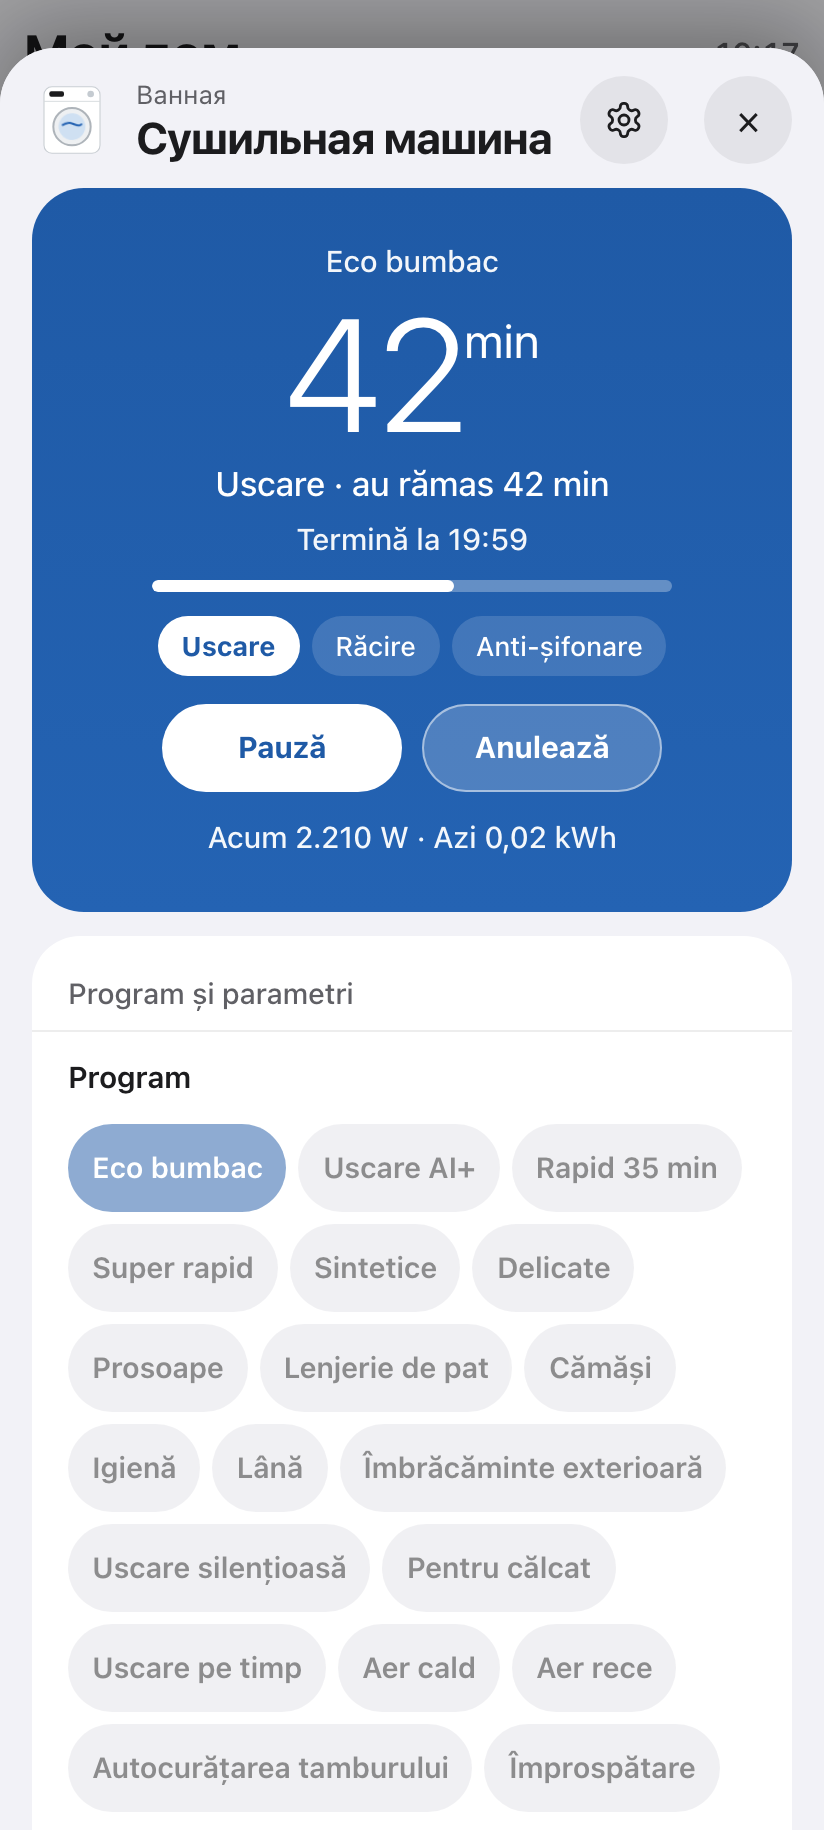 Ванная
Сушильная машина
Eco bumbac
42 min
Uscare · au rămas 42 min
Termină la 19:59
Uscare Răcire Anti-șifonare
Pauză Anulează
Acum 2.210 W · Azi 0,02 kWh
Program și parametri
Program
Eco bumbac Uscare AI+ Rapid 35 min
Super rapid Sintetice Delicate
Prosoape Lenjerie de pat Cămăși
Igienă Lână Îmbrăcăminte exterioară
Uscare silențioasă Pentru călcat
Uscare pe timp Aer cald Aer rece
Autocurățarea tamburului Împrospătare